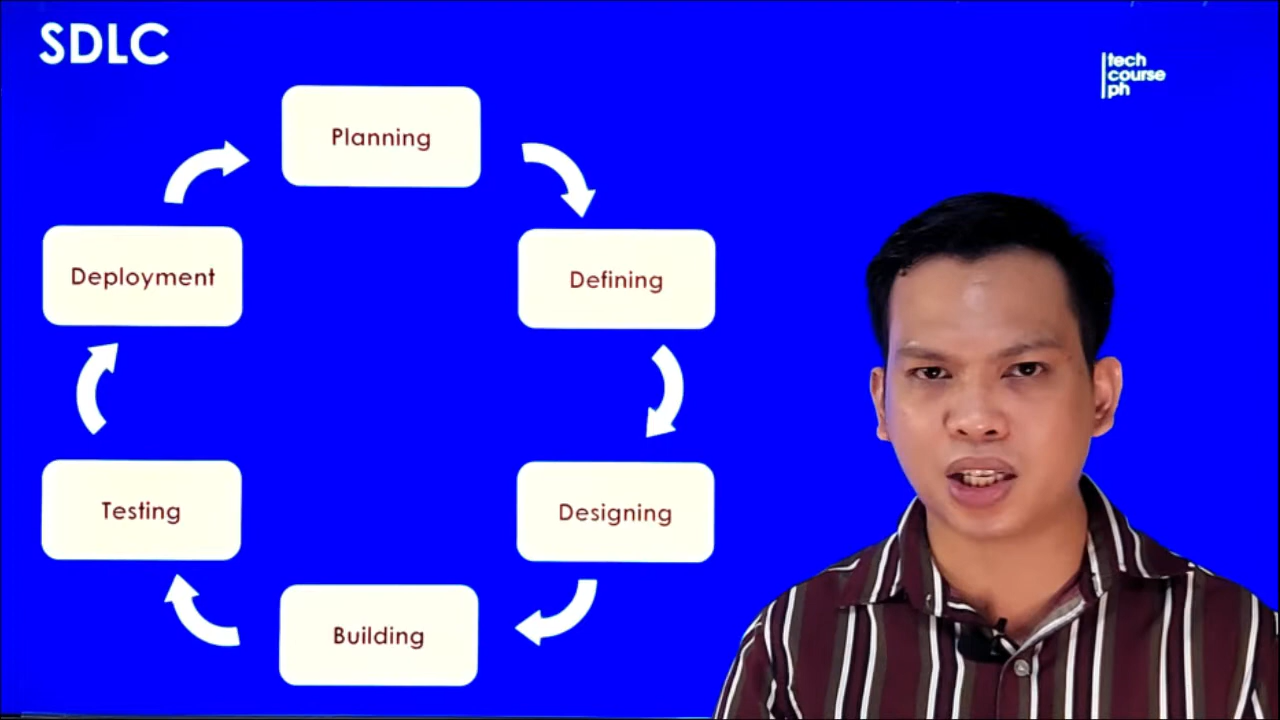 SDLC
tech
course
ph
Planning
Defining
Designing
Building
Testing
Deployment